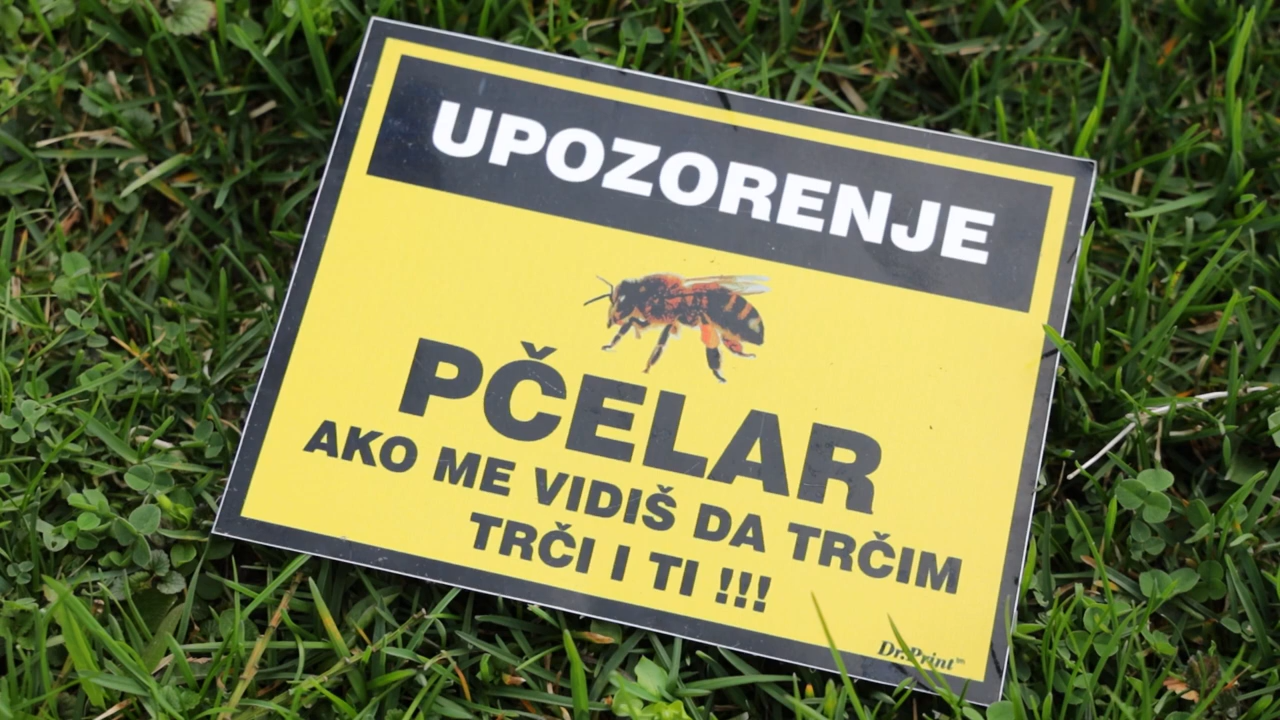 UPOZORENJE
PČELAR
AKO ME VIDIŠ DA TRČIM
TRČI I TI !!!
Dr.Print